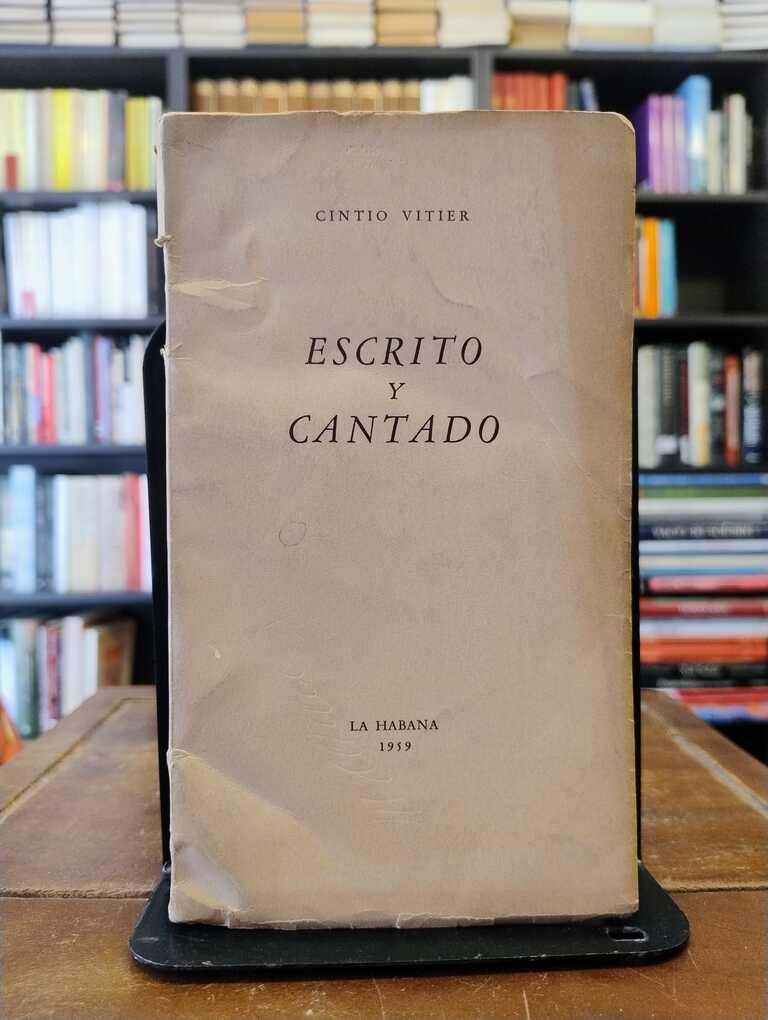 CINTIO VITIER
ESCRITO
Y
CANTADO
LA HABANA
1959